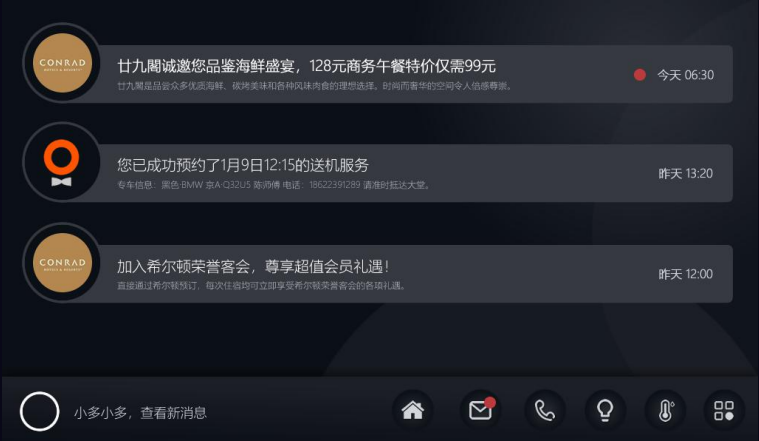 CONRAD
HOTELS & RESORTS
廿九閣诚邀您品鉴海鲜盛宴，128元商务午餐特价仅需99元
廿九閣是品尝众多优质海鲜、碳烤美味和各种风味肉食的理想选择。时尚而奢华的空间令人倍感尊崇。
今天 06:30
您已成功预约了1月9日12:15的送机服务
专车信息：黑色·BMW 京A·Q32U5 陈师傅 电话：18622391289 请准时抵达大堂。
昨天 13:20
CONRAD
HOTELS & RESORTS
加入希尔顿荣誉客会，尊享超值会员礼遇！
直接通过希尔顿预订，每次住宿均可立即享受希尔顿荣誉客会的各项礼遇。
昨天 12:00
小多小多，查看新消息